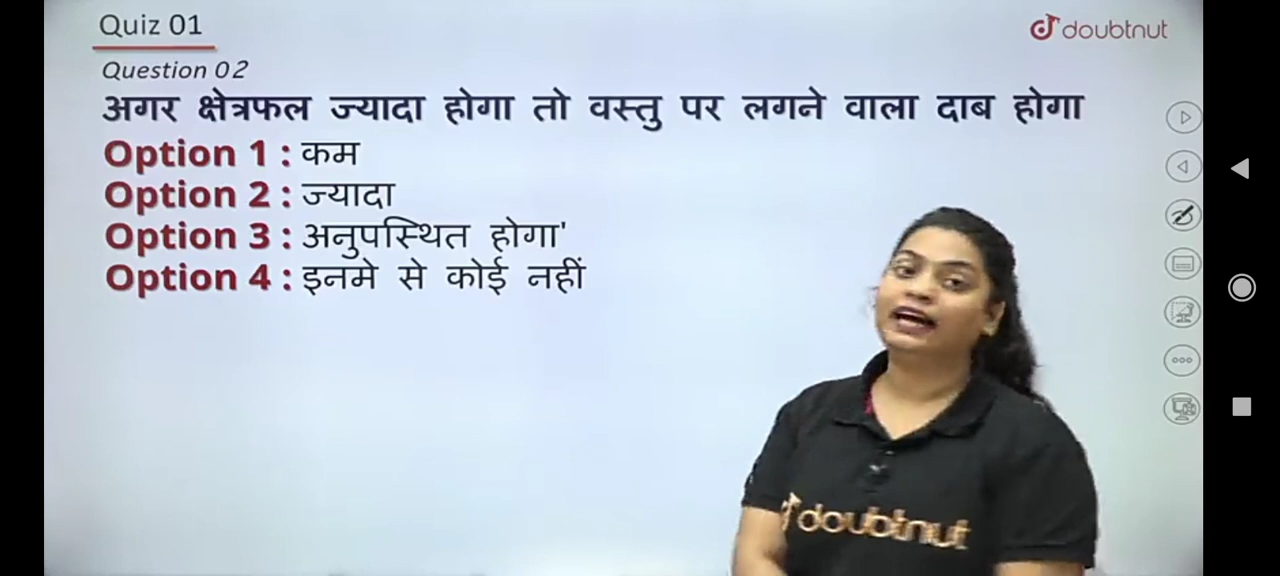 Quiz 01
doubtnut
Question 02
अगर क्षेत्रफल ज्यादा होगा तो वस्तु पर लगने वाला दाब होगा
Option 1 : कम
Option 2 : ज्यादा
Option 3 : अनुपस्थित होगा'
Option 4 : इनमे से कोई नहीं
doubtnut